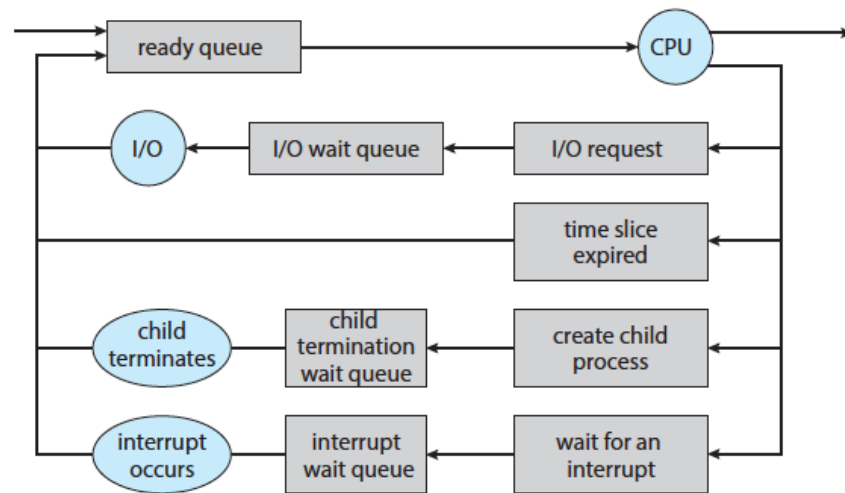 ready queue
CPU
I/O
I/O wait queue
I/O request
time slice
expired
child
terminates
child
termination
wait queue
create child
process
interrupt
occurs
interrupt
wait queue
wait for an
interrupt